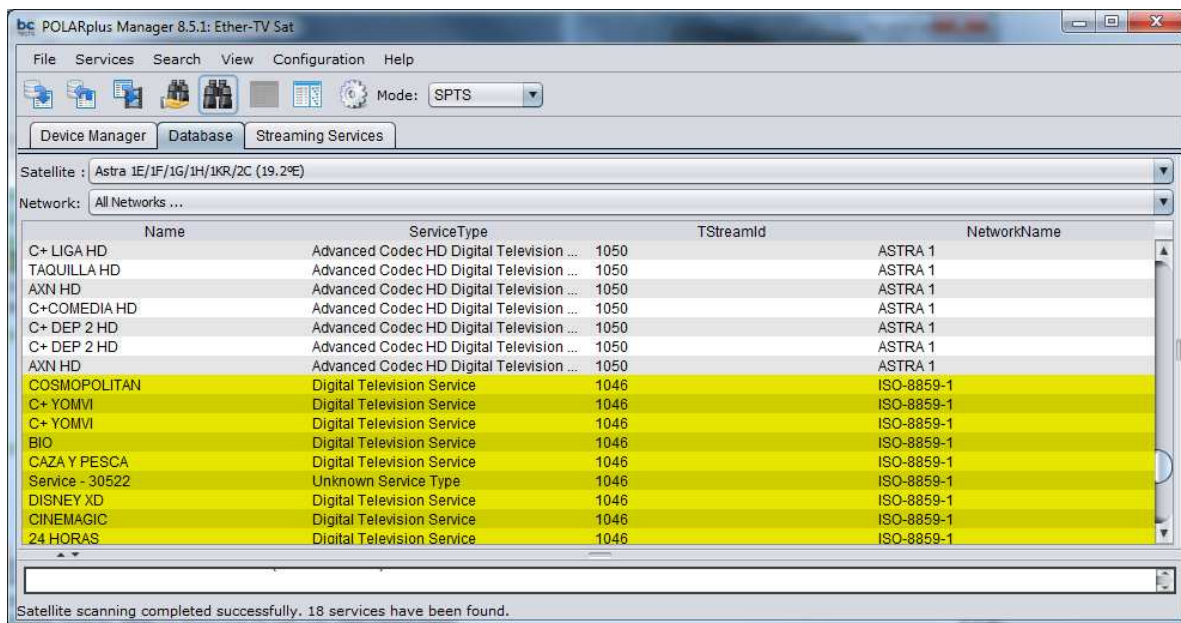 bc POLARplus Manager 8.5.1: Ether-TV Sat
File Services Search View Configuration Help
Mode: SPTS
Device Manager Database Streaming Services
Satellite : Astra 1E/1F/1G/1H/1KR/2C (19.2ºE)
Network: All Networks ...
Name ServiceType TStreamId NetworkName
C+ LIGA HD Advanced Codec HD Digital Television ... 1050 ASTRA 1
TAQUILLA HD Advanced Codec HD Digital Television ... 1050 ASTRA 1
AXN HD Advanced Codec HD Digital Television ... 1050 ASTRA 1
C+COMEDIA HD Advanced Codec HD Digital Television ... 1050 ASTRA 1
C+ DEP 2 HD Advanced Codec HD Digital Television ... 1050 ASTRA 1
C+ DEP 2 HD Advanced Codec HD Digital Television ... 1050 ASTRA 1
AXN HD Advanced Codec HD Digital Television ... 1050 ASTRA 1
COSMOPOLITAN Digital Television Service 1046 ISO-8859-1
C+ YOMVI Digital Television Service 1046 ISO-8859-1
C+ YOMVI Digital Television Service 1046 ISO-8859-1
BIO Digital Television Service 1046 ISO-8859-1
CAZA Y PESCA Digital Television Service 1046 ISO-8859-1
Service - 30522 Unknown Service Type 1046 ISO-8859-1
DISNEY XD Digital Television Service 1046 ISO-8859-1
CINEMAGIC Digital Television Service 1046 ISO-8859-1
24 HORAS Digital Television Service 1046 ISO-8859-1
Satellite scanning completed successfully. 18 services have been found.